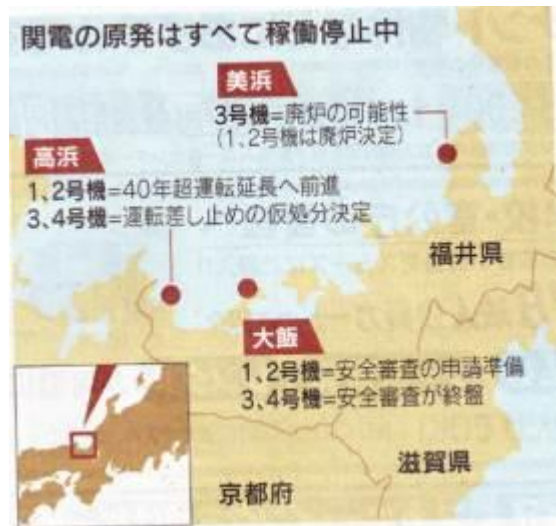 関電の原発はすべて稼働停止中
美浜
3号機=廃炉の可能性
(1、2号機は廃炉決定)
高浜
1、2号機=40年超運転延長へ前進
3、4号機=運転差し止めの仮処分決定
福井県
大飯
1、2号機=安全審査の申請準備
3、4号機=安全審査が終盤
滋賀県
京都府